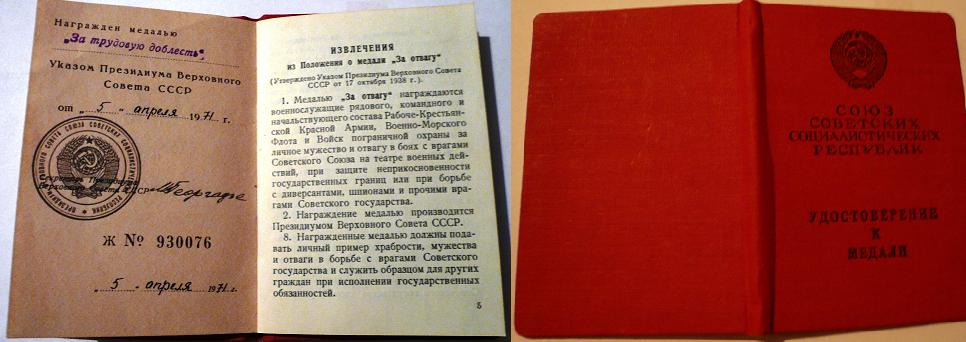 Награжден медалью
„За трудовую доблесть”
Указом Президиума Верховного
Совета СССР
от „ 5 „ апреля 1971 г.
Секретарь Президиума
Верховного Совета СССР
Георгадзе
Ж № 930076
„ 5 „ апреля 1971 г.
ИЗВЛЕЧЕНИЯ
из Положения о медали „За отвагу“
(Утверждено Указом Президиума Верховного Совета
СССР от 17 октября 1938 г.).
1. Медалью „За отвагу“ награждаются
военнослужащие рядового, командного и
начальствующего состава Рабоче-Крестьян-
ской Красной Армии, Военно-Морского
Флота и Войск пограничной охраны за
личное мужество и отвагу в боях с врагами
Советского Союза на театре военных дей-
ствий, при защите неприкосновенности
государственных границ или при борьбе
с диверсантами, шпионами и прочими вра-
гами Советского государства.
2. Награждение медалью производится
Президиумом Верховного Совета СССР.
8. Награжденные медалью должны пода-
вать личный пример храбрости, мужества
и отваги в борьбе с врагами Советского
государства и служить образцом для других
граждан при исполнении государственных
обязанностей.
5
СОЮЗ
СОВЕТСКИХ
СОЦИАЛИСТИЧЕСКИХ
РЕСПУБЛИК
УДОСТОВЕРЕНИЕ
К
МЕДАЛИ